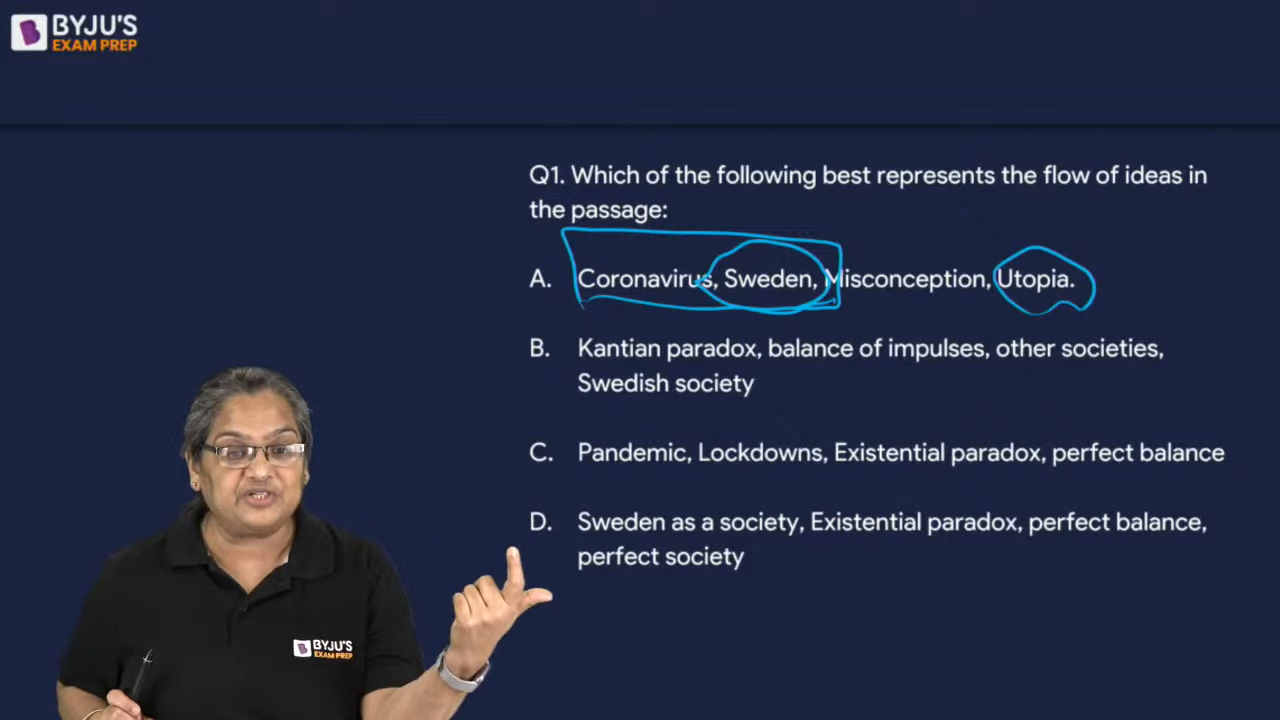 BYJU'S
EXAM PREP
Q1. Which of the following best represents the flow of ideas in
the passage:
A. Coronavirus, Sweden, Misconception, Utopia.
B. Kantian paradox, balance of impulses, other societies,
Swedish society
C. Pandemic, Lockdowns, Existential paradox, perfect balance
D. Sweden as a society, Existential paradox, perfect balance,
perfect society
BYJU'S
EXAM PREP